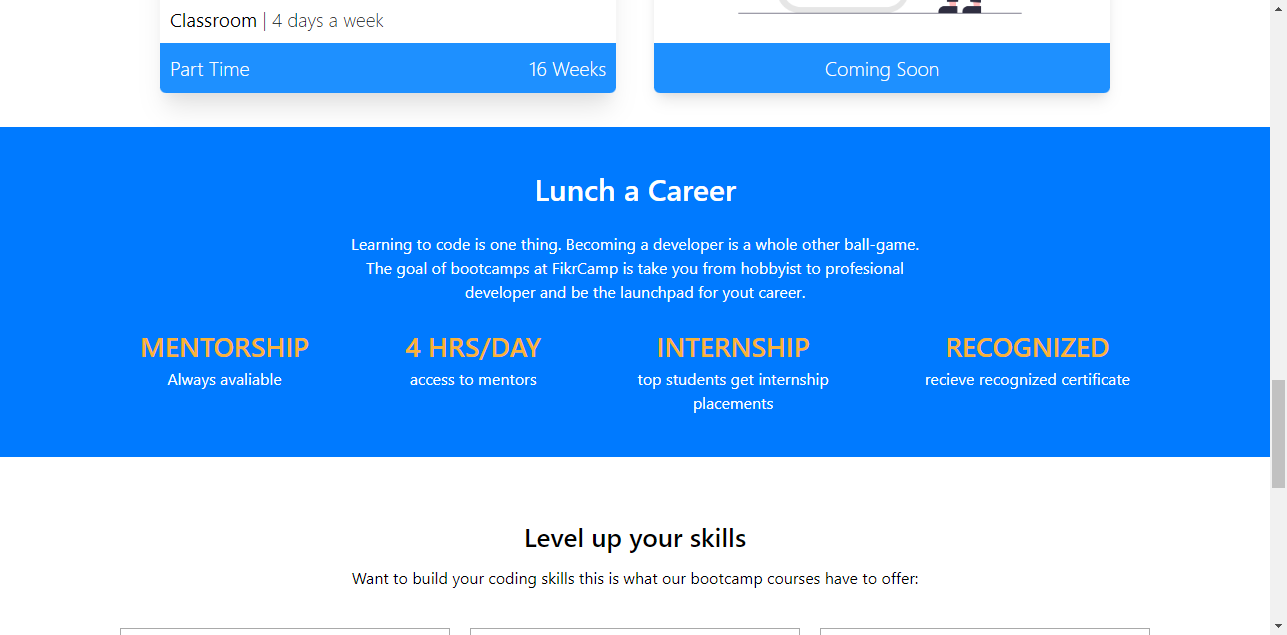 Classroom | 4 days a week
Part Time 16 Weeks
Coming Soon
Lunch a Career
Learning to code is one thing. Becoming a developer is a whole other ball-game.
The goal of bootcamps at FikrCamp is take you from hobbyist to profesional
developer and be the launchpad for yout career.
MENTORSHIP
Always avaliable
4 HRS/DAY
access to mentors
INTERNSHIP
top students get internship
placements
RECOGNIZED
recieve recognized certificate
Level up your skills
Want to build your coding skills this is what our bootcamp courses have to offer: